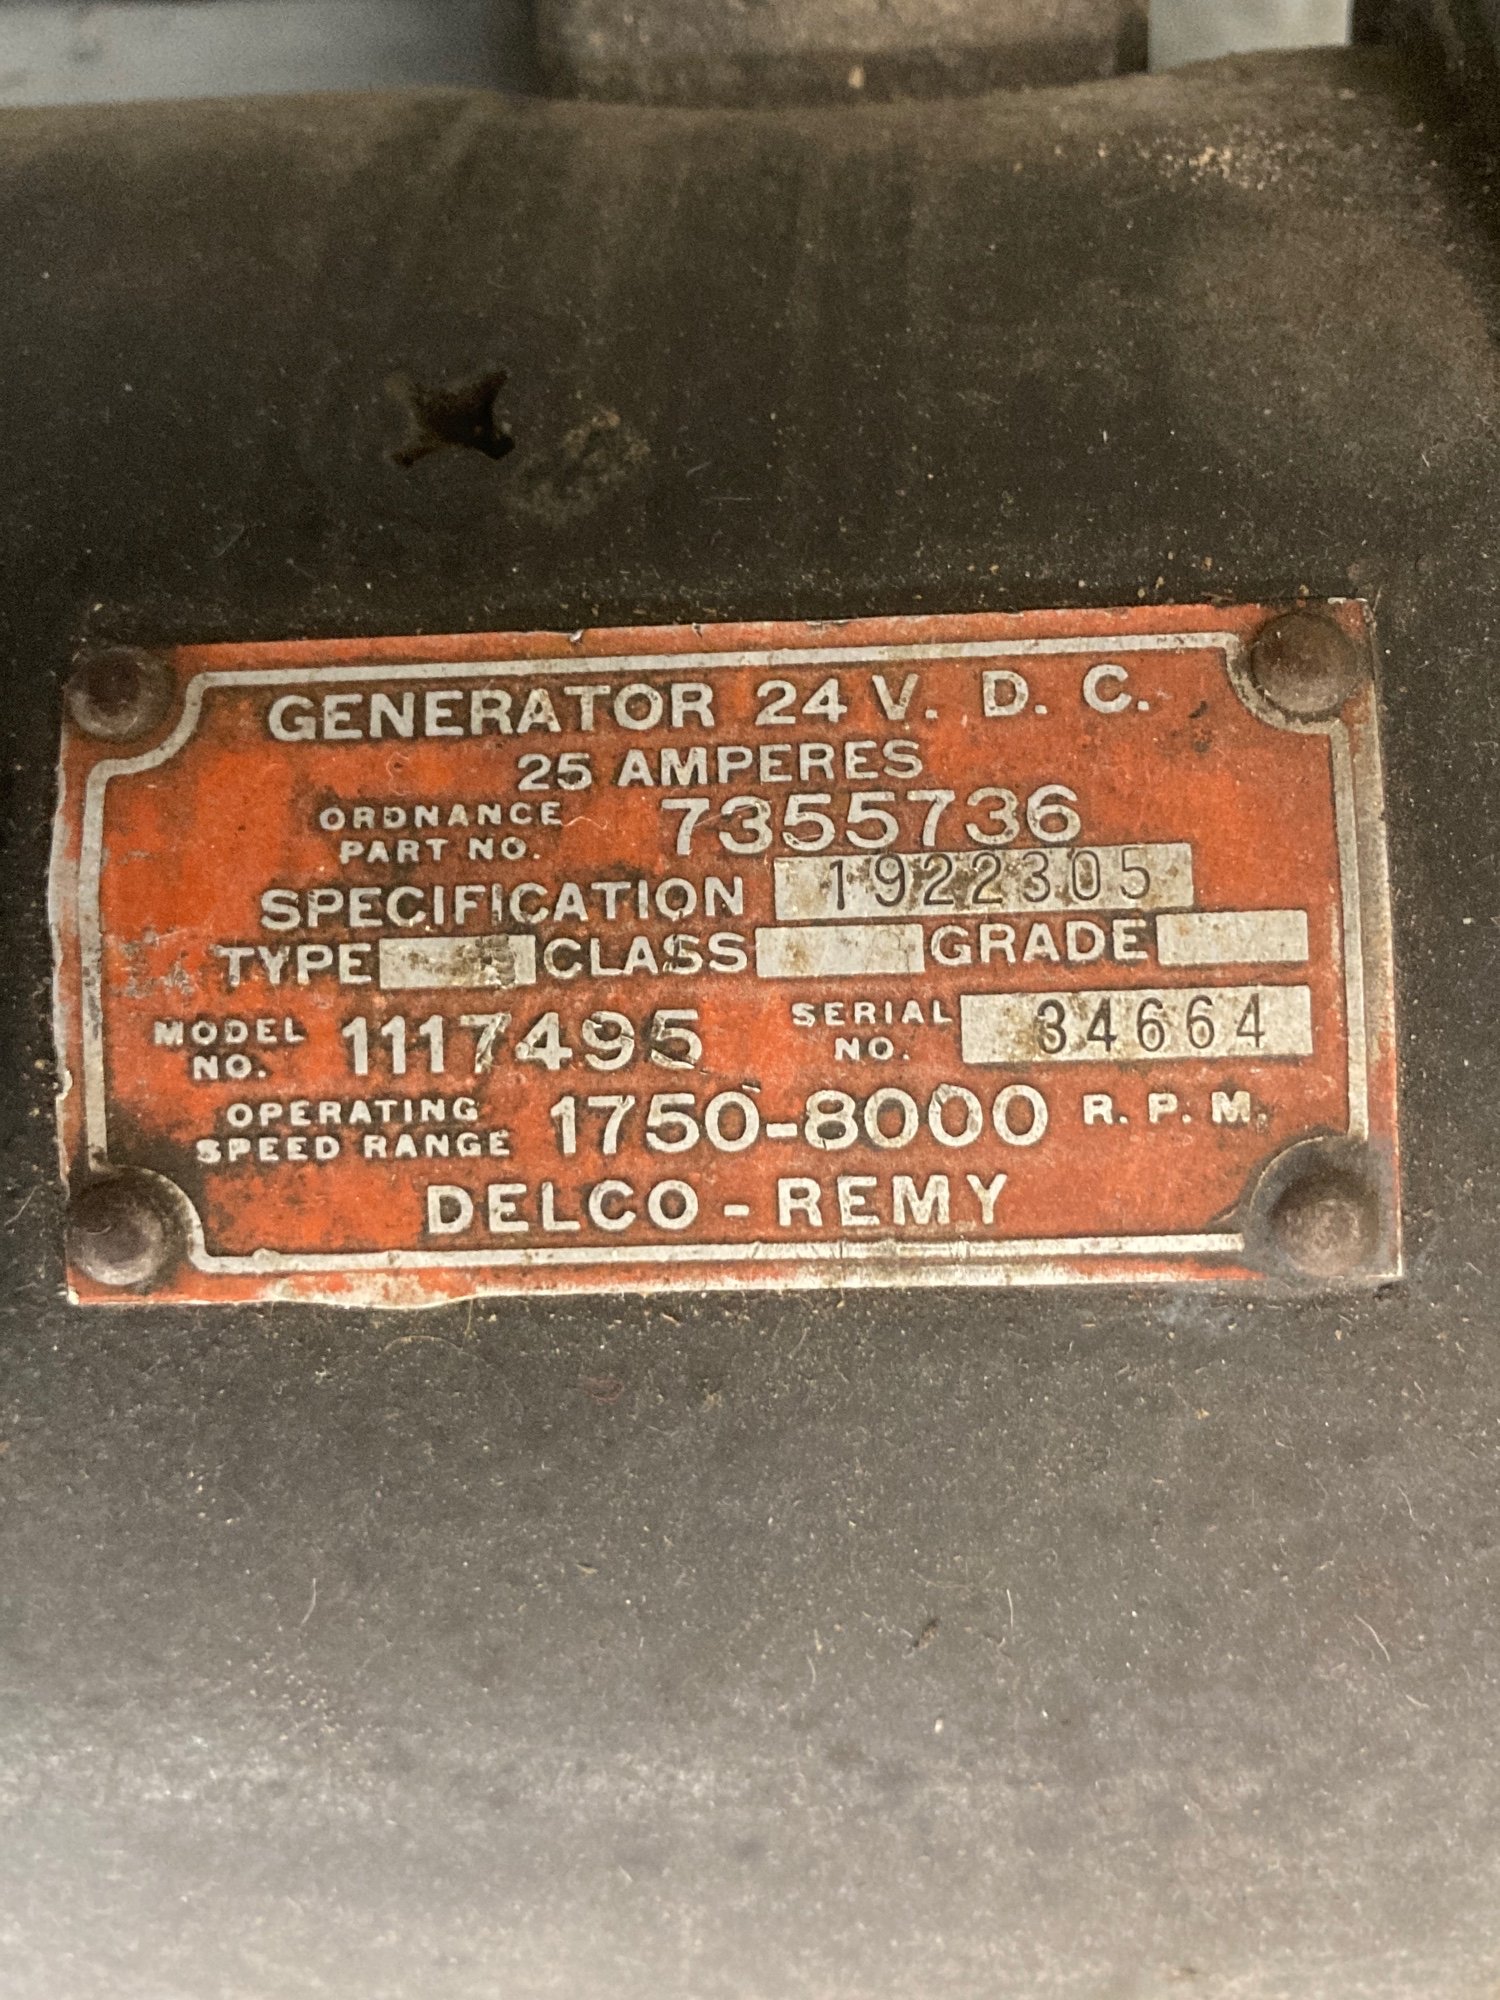 GENERATOR 24 V. D. C.
25 AMPERES
ORDNANCE PART NO. 7355736
SPECIFICATION 1922305
TYPE CLASS GRADE
MODEL NO. 1117495 SERIAL NO. 34664
OPERATING SPEED RANGE 1750-8000 R. P. M.
DELCO - REMY